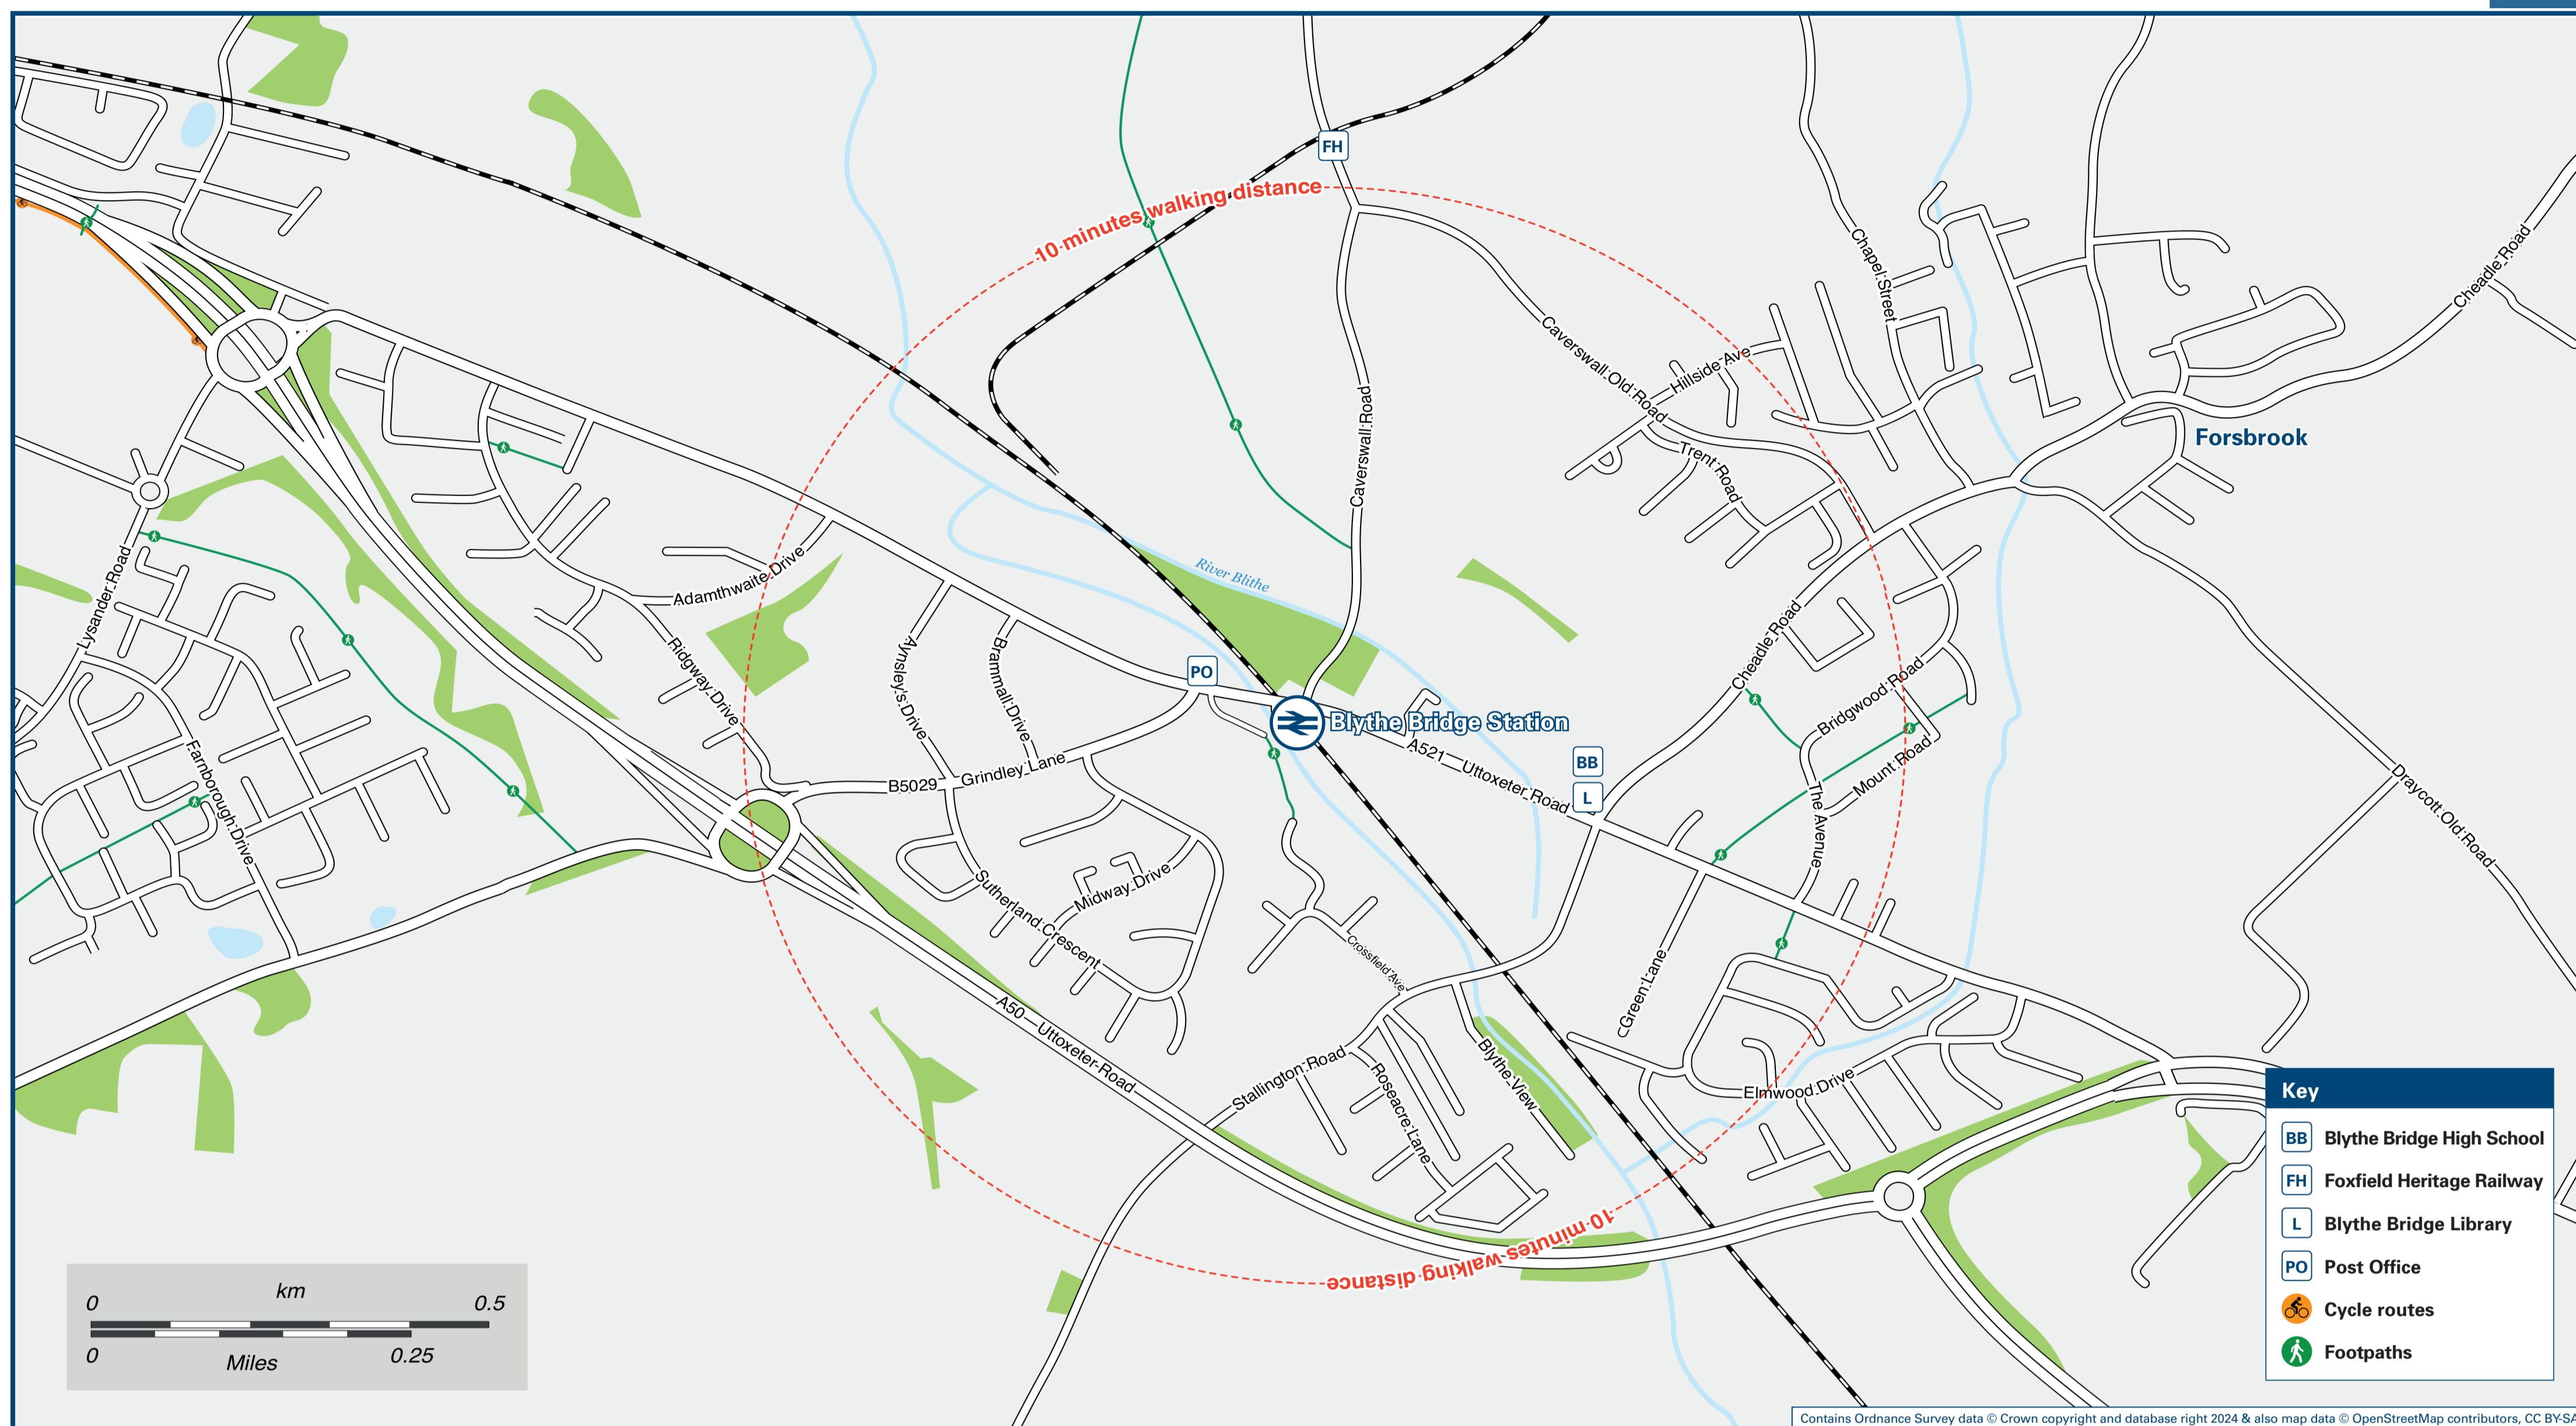 FH
10 minutes walking distance
Chapel Street
Cheadle Road
Caverswall Old Road
Hillside Ave
Forsbrook
Caverswall Road
Trent Road
Lysander Road
Adamthwaite Drive
River Blithe
Cheadle Road
Ridgway Drive
Aynsley's Drive
Brammall Drive
PO
Bridgwood Road
Blythe Bridge Station
A521
Uttoxeter Road
BB
L
Mount Road
The Avenue
Farnborough Drive
B5029
Grindley Lane
Draycott Old Road
Sutherland Crescent
Midway Drive
Crossfield Ave
Green Lane
A50
Uttoxeter Road
Stallington Road
Roseacre Lane
Blythe View
Elmwood Drive
10 minutes walking distance
km
0 0.5
0 0.25
Miles
Key
BB Blythe Bridge High School
FH Foxfield Heritage Railway
L Blythe Bridge Library
PO Post Office
Cycle routes
Footpaths
Contains Ordnance Survey data © Crown copyright and database right 2024 & also map data © OpenStreetMap contributors, CC BY-SA